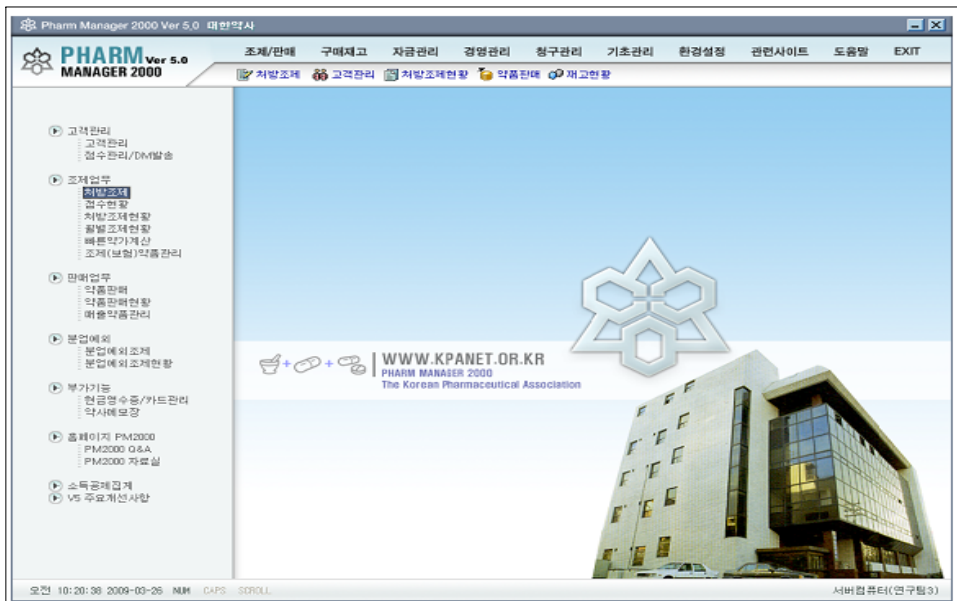 Pharm Manager 2000 Ver 5.0 대한약사
PHARM Ver 5.0
MANAGER 2000
조제/판매 구매재고 자금관리 경영관리 청구관리 기초관리 환경설정 관련사이트 도움말 EXIT
처방조제 고객관리 처방조제현황 약품판매 재고현황
고객관리
고객관리
점수관리/DM발송
조제업무
처방조제
접수현황
처방조제현황
월별조제현황
빠른약가계산
조제(보험)약품관리
판매업무
약품판매
약품판매현황
매출약품관리
분업예외
분업예외조제
분업예외조제현황
부가기능
현금영수증/카드관리
약사메모장
홈페이지 PM2000
PM2000 Q&A
PM2000 자료실
소득공제집계
V5 주요개선사항
WWW.KPANET.OR.KR
PHARM MANAGER 2000
The Korean Pharmaceutical Association
오전 10:20:38 2009-03-26 NUM CAPS SCROLL 서버컴퓨터(연구팀3)